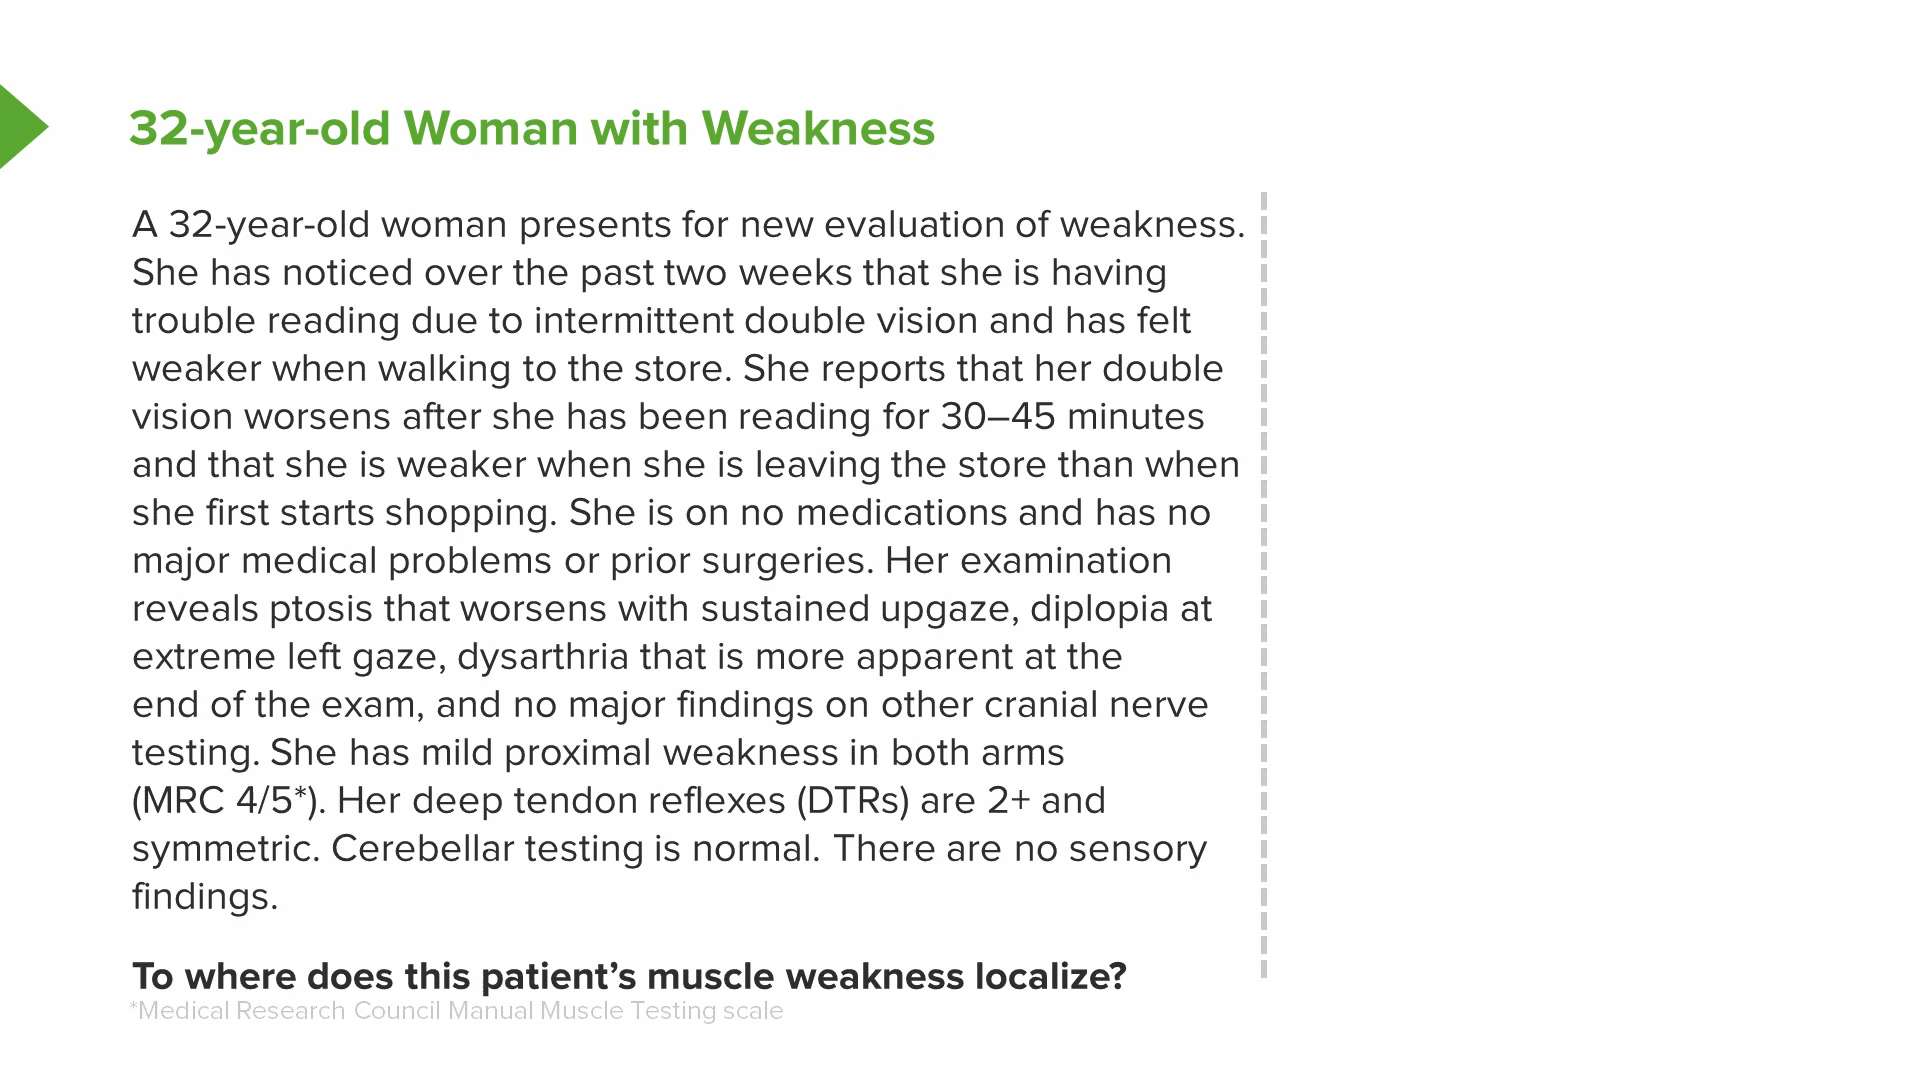 32-year-old Woman with Weakness
A 32-year-old woman presents for new evaluation of weakness.
She has noticed over the past two weeks that she is having
trouble reading due to intermittent double vision and has felt
weaker when walking to the store. She reports that her double
vision worsens after she has been reading for 30–45 minutes
and that she is weaker when she is leaving the store than when
she first starts shopping. She is on no medications and has no
major medical problems or prior surgeries. Her examination
reveals ptosis that worsens with sustained upgaze, diplopia at
extreme left gaze, dysarthria that is more apparent at the
end of the exam, and no major findings on other cranial nerve
testing. She has mild proximal weakness in both arms
(MRC 4/5*). Her deep tendon reflexes (DTRs) are 2+ and
symmetric. Cerebellar testing is normal. There are no sensory
findings.
To where does this patient’s muscle weakness localize?
*Medical Research Council Manual Muscle Testing scale